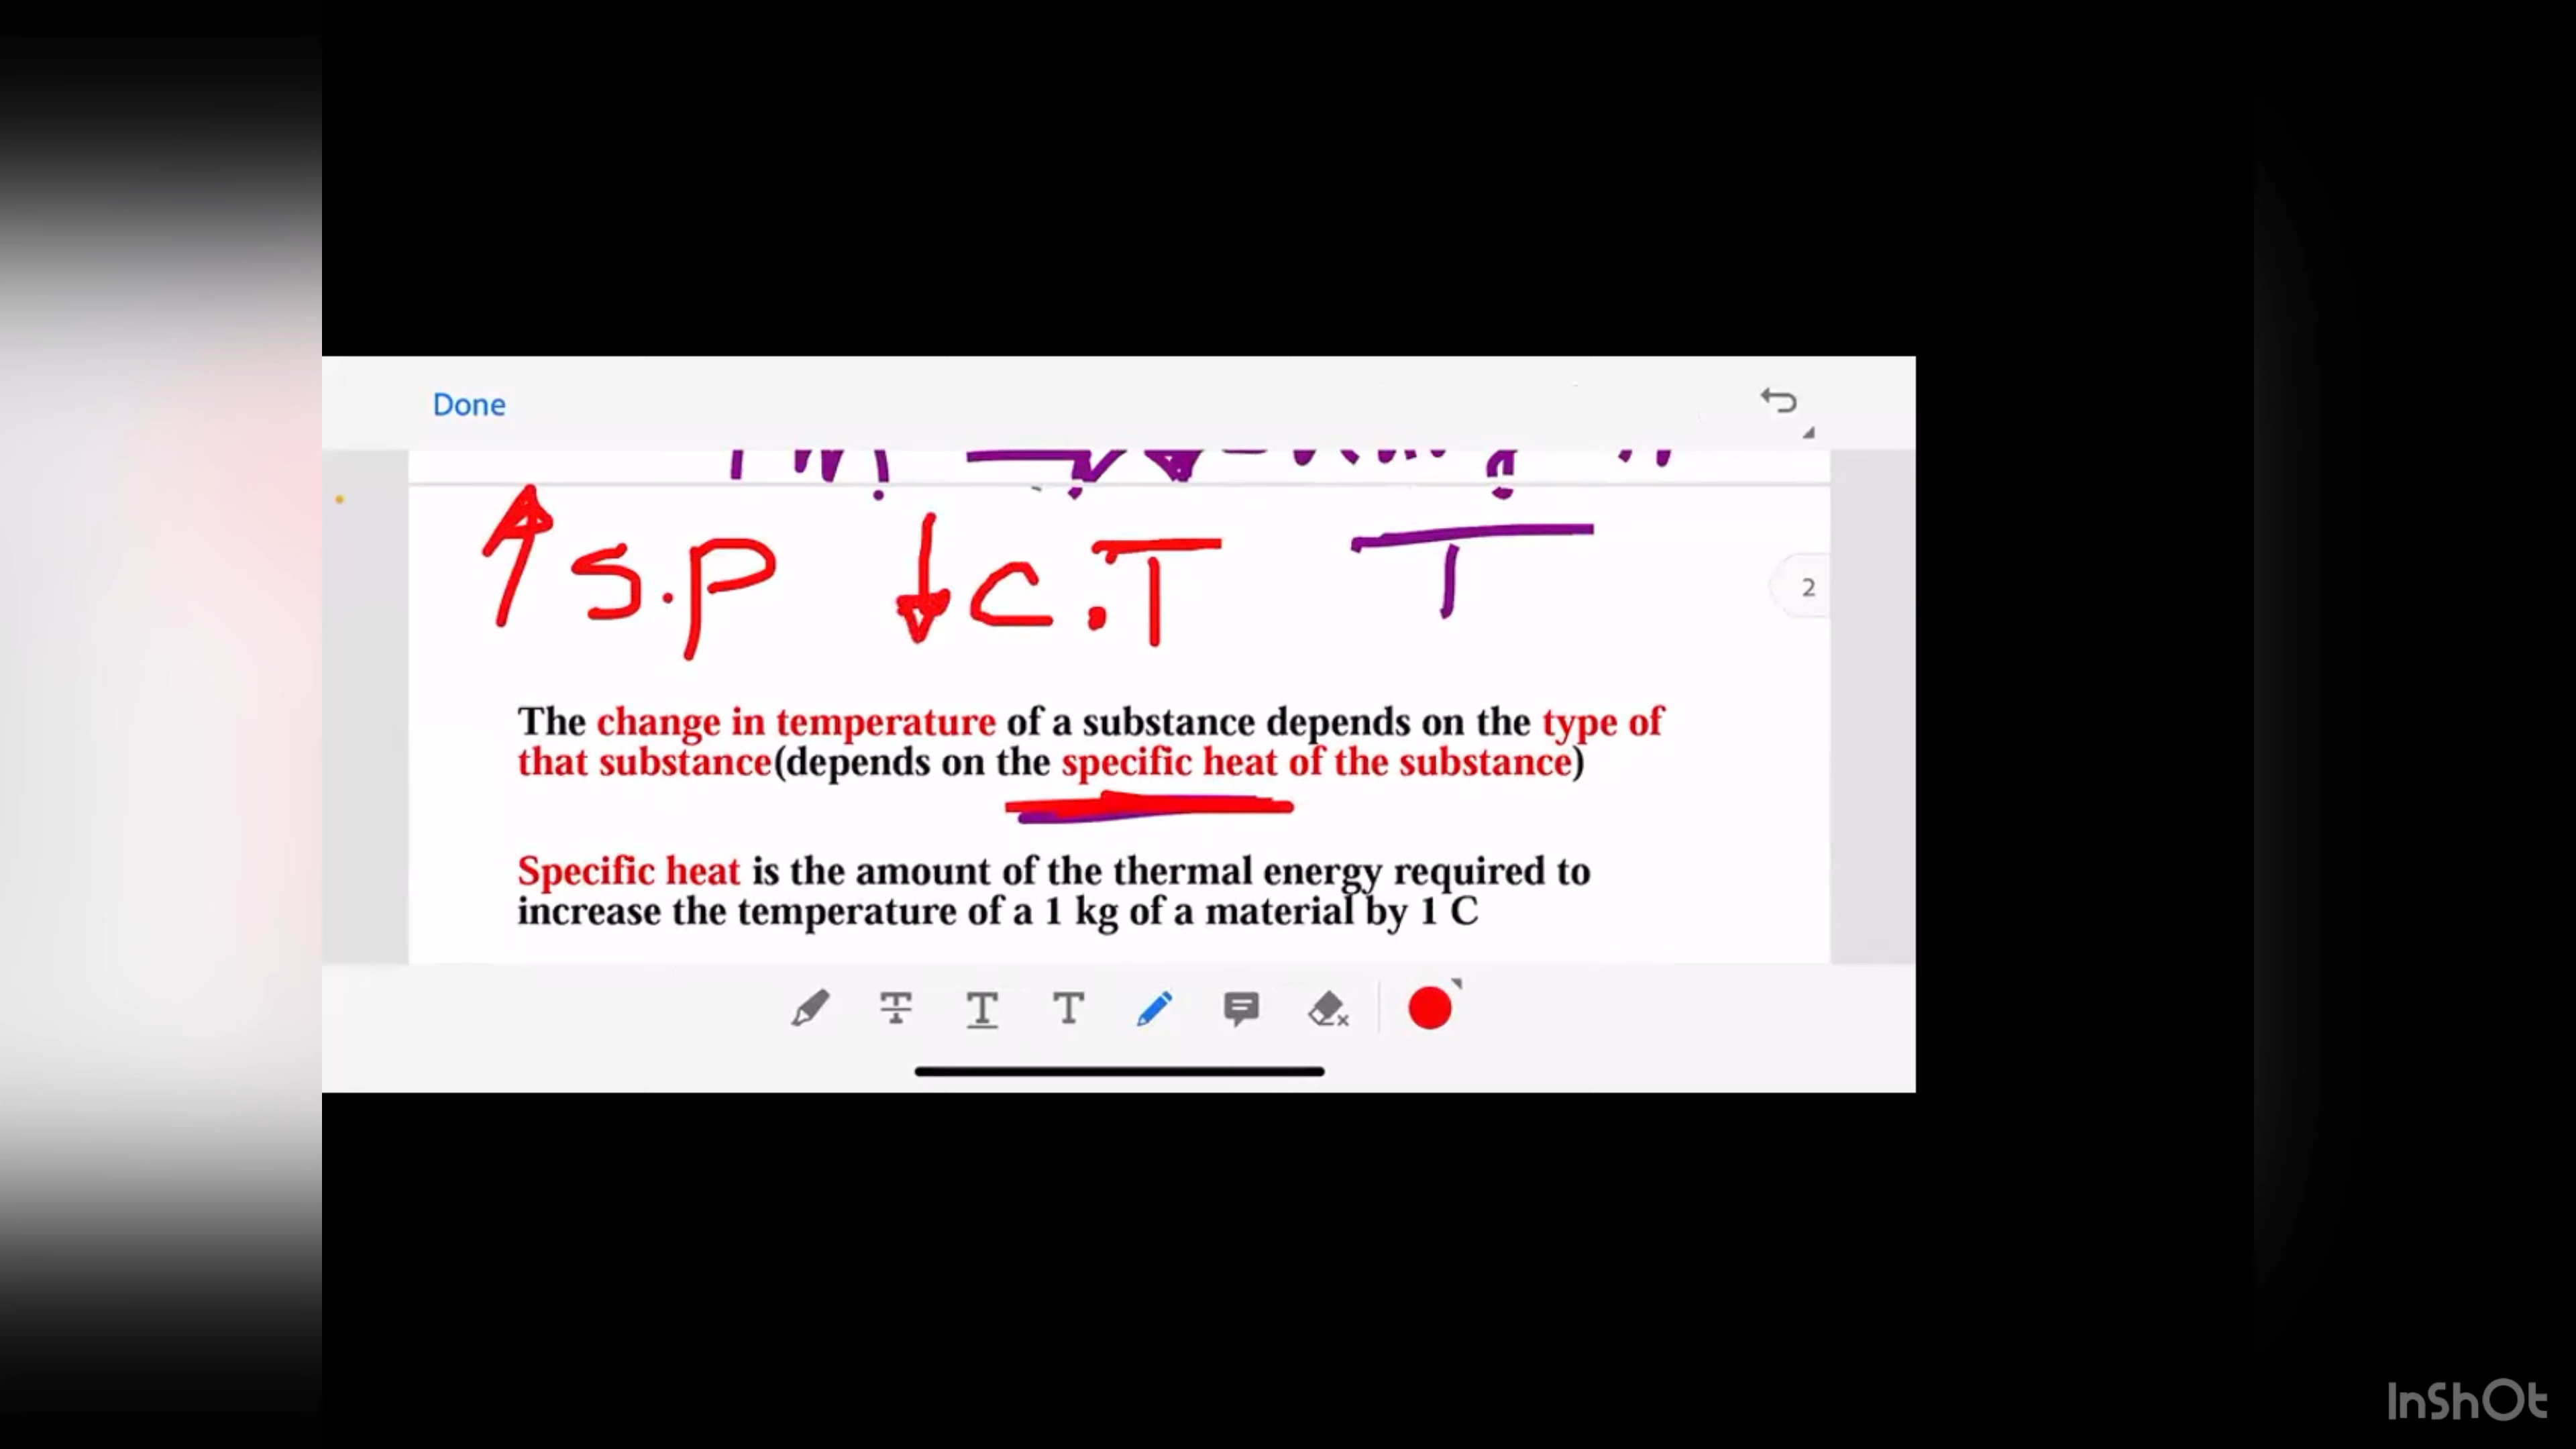 Done
S.P C.T T
2
The change in temperature of a substance depends on the type of
that substance(depends on the specific heat of the substance)
Specific heat is the amount of the thermal energy required to
increase the temperature of a 1 kg of a material by 1 C
T T T
InShOt